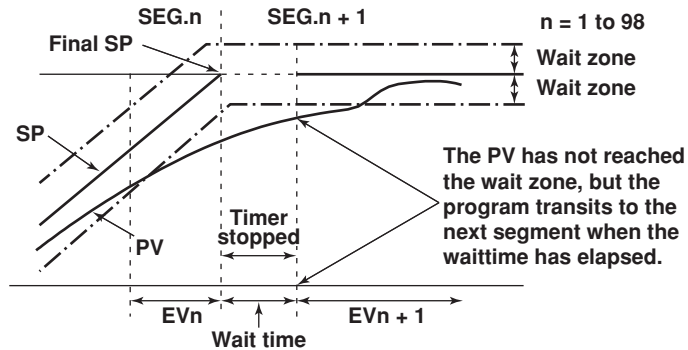 SEG.n
SEG.n + 1
n = 1 to 98
Final SP
Wait zone
Wait zone
SP
The PV has not reached
the wait zone, but the
program transits to the
next segment when the
waittime has elapsed.
Timer
stopped
PV
EVn
EVn + 1
Wait time